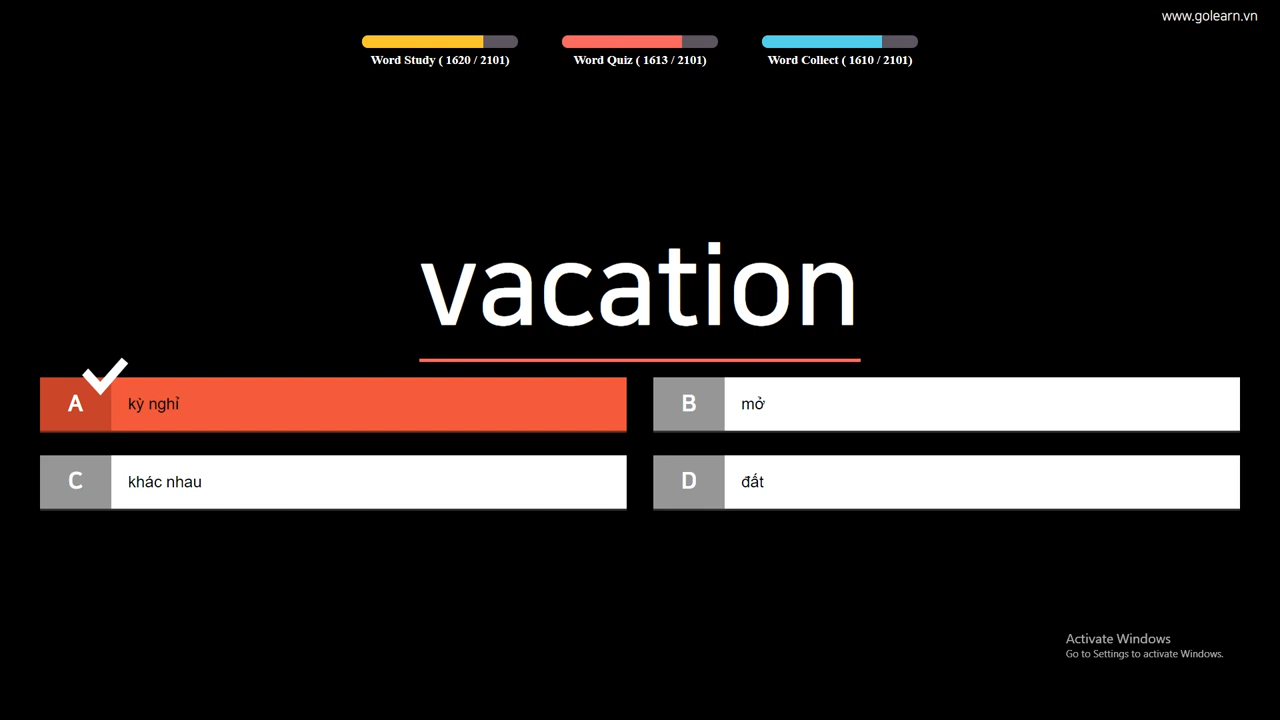 www.golearn.vn
Word Study ( 1620 / 2101) Word Quiz ( 1613 / 2101) Word Collect ( 1610 / 2101)
vacation
A kỳ nghỉ
B mở
C khác nhau
D đất
Activate Windows
Go to Settings to activate Windows.